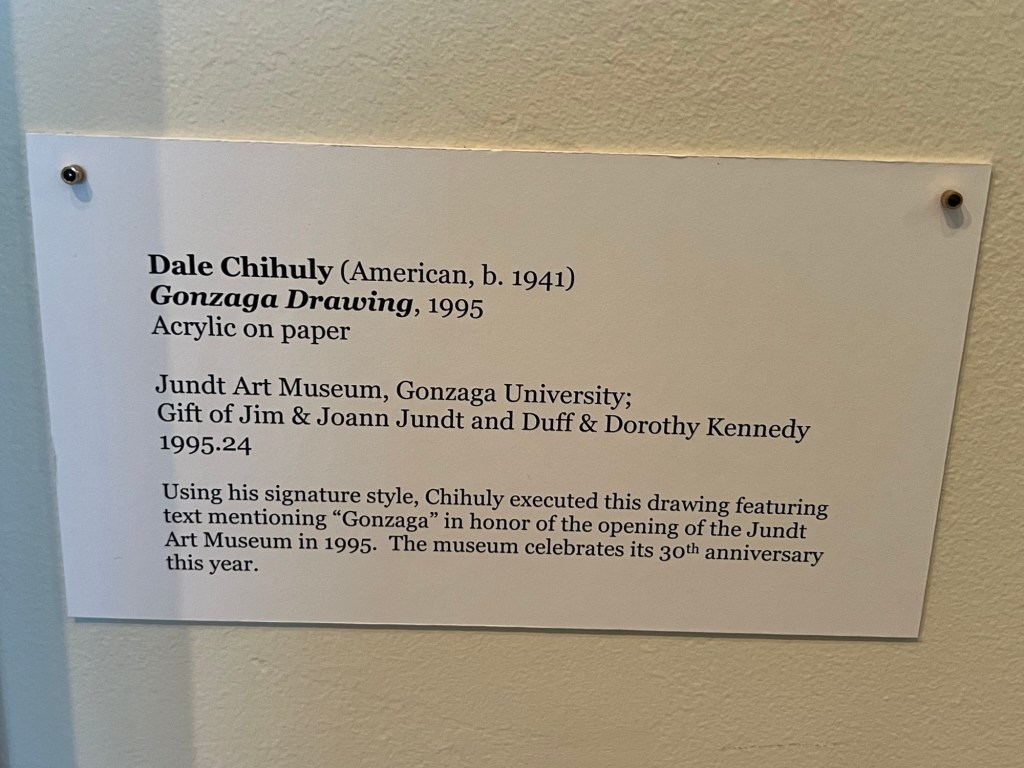 Dale Chihuly (American, b. 1941)
Gonzaga Drawing, 1995
Acrylic on paper
Jundt Art Museum, Gonzaga University;
Gift of Jim & Joann Jundt and Duff & Dorothy Kennedy
1995.24
Using his signature style, Chihuly executed this drawing featuring
text mentioning “Gonzaga” in honor of the opening of the Jundt
Art Museum in 1995.  The museum celebrates its 30th anniversary
this year.